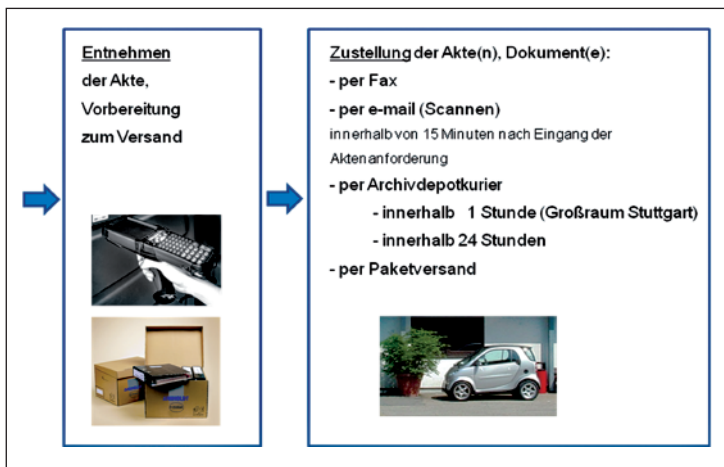 Entnehmen
der Akte,
Vorbereitung
zum Versand
Zustellung der Akte(n), Dokument(e):
- per Fax
- per e-mail (Scannen)
innerhalb von 15 Minuten nach Eingang der
Aktenanforderung
- per Archivdepotkurier
- innerhalb 1 Stunde (Großraum Stuttgart)
- innerhalb 24 Stunden
- per Paketversand